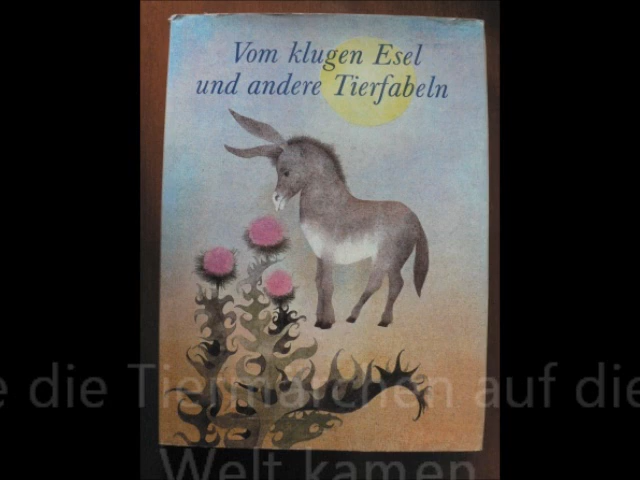 Vom klugen Esel
und andere Tierfabeln
e die Tiermärchen auf die
Welt kamen